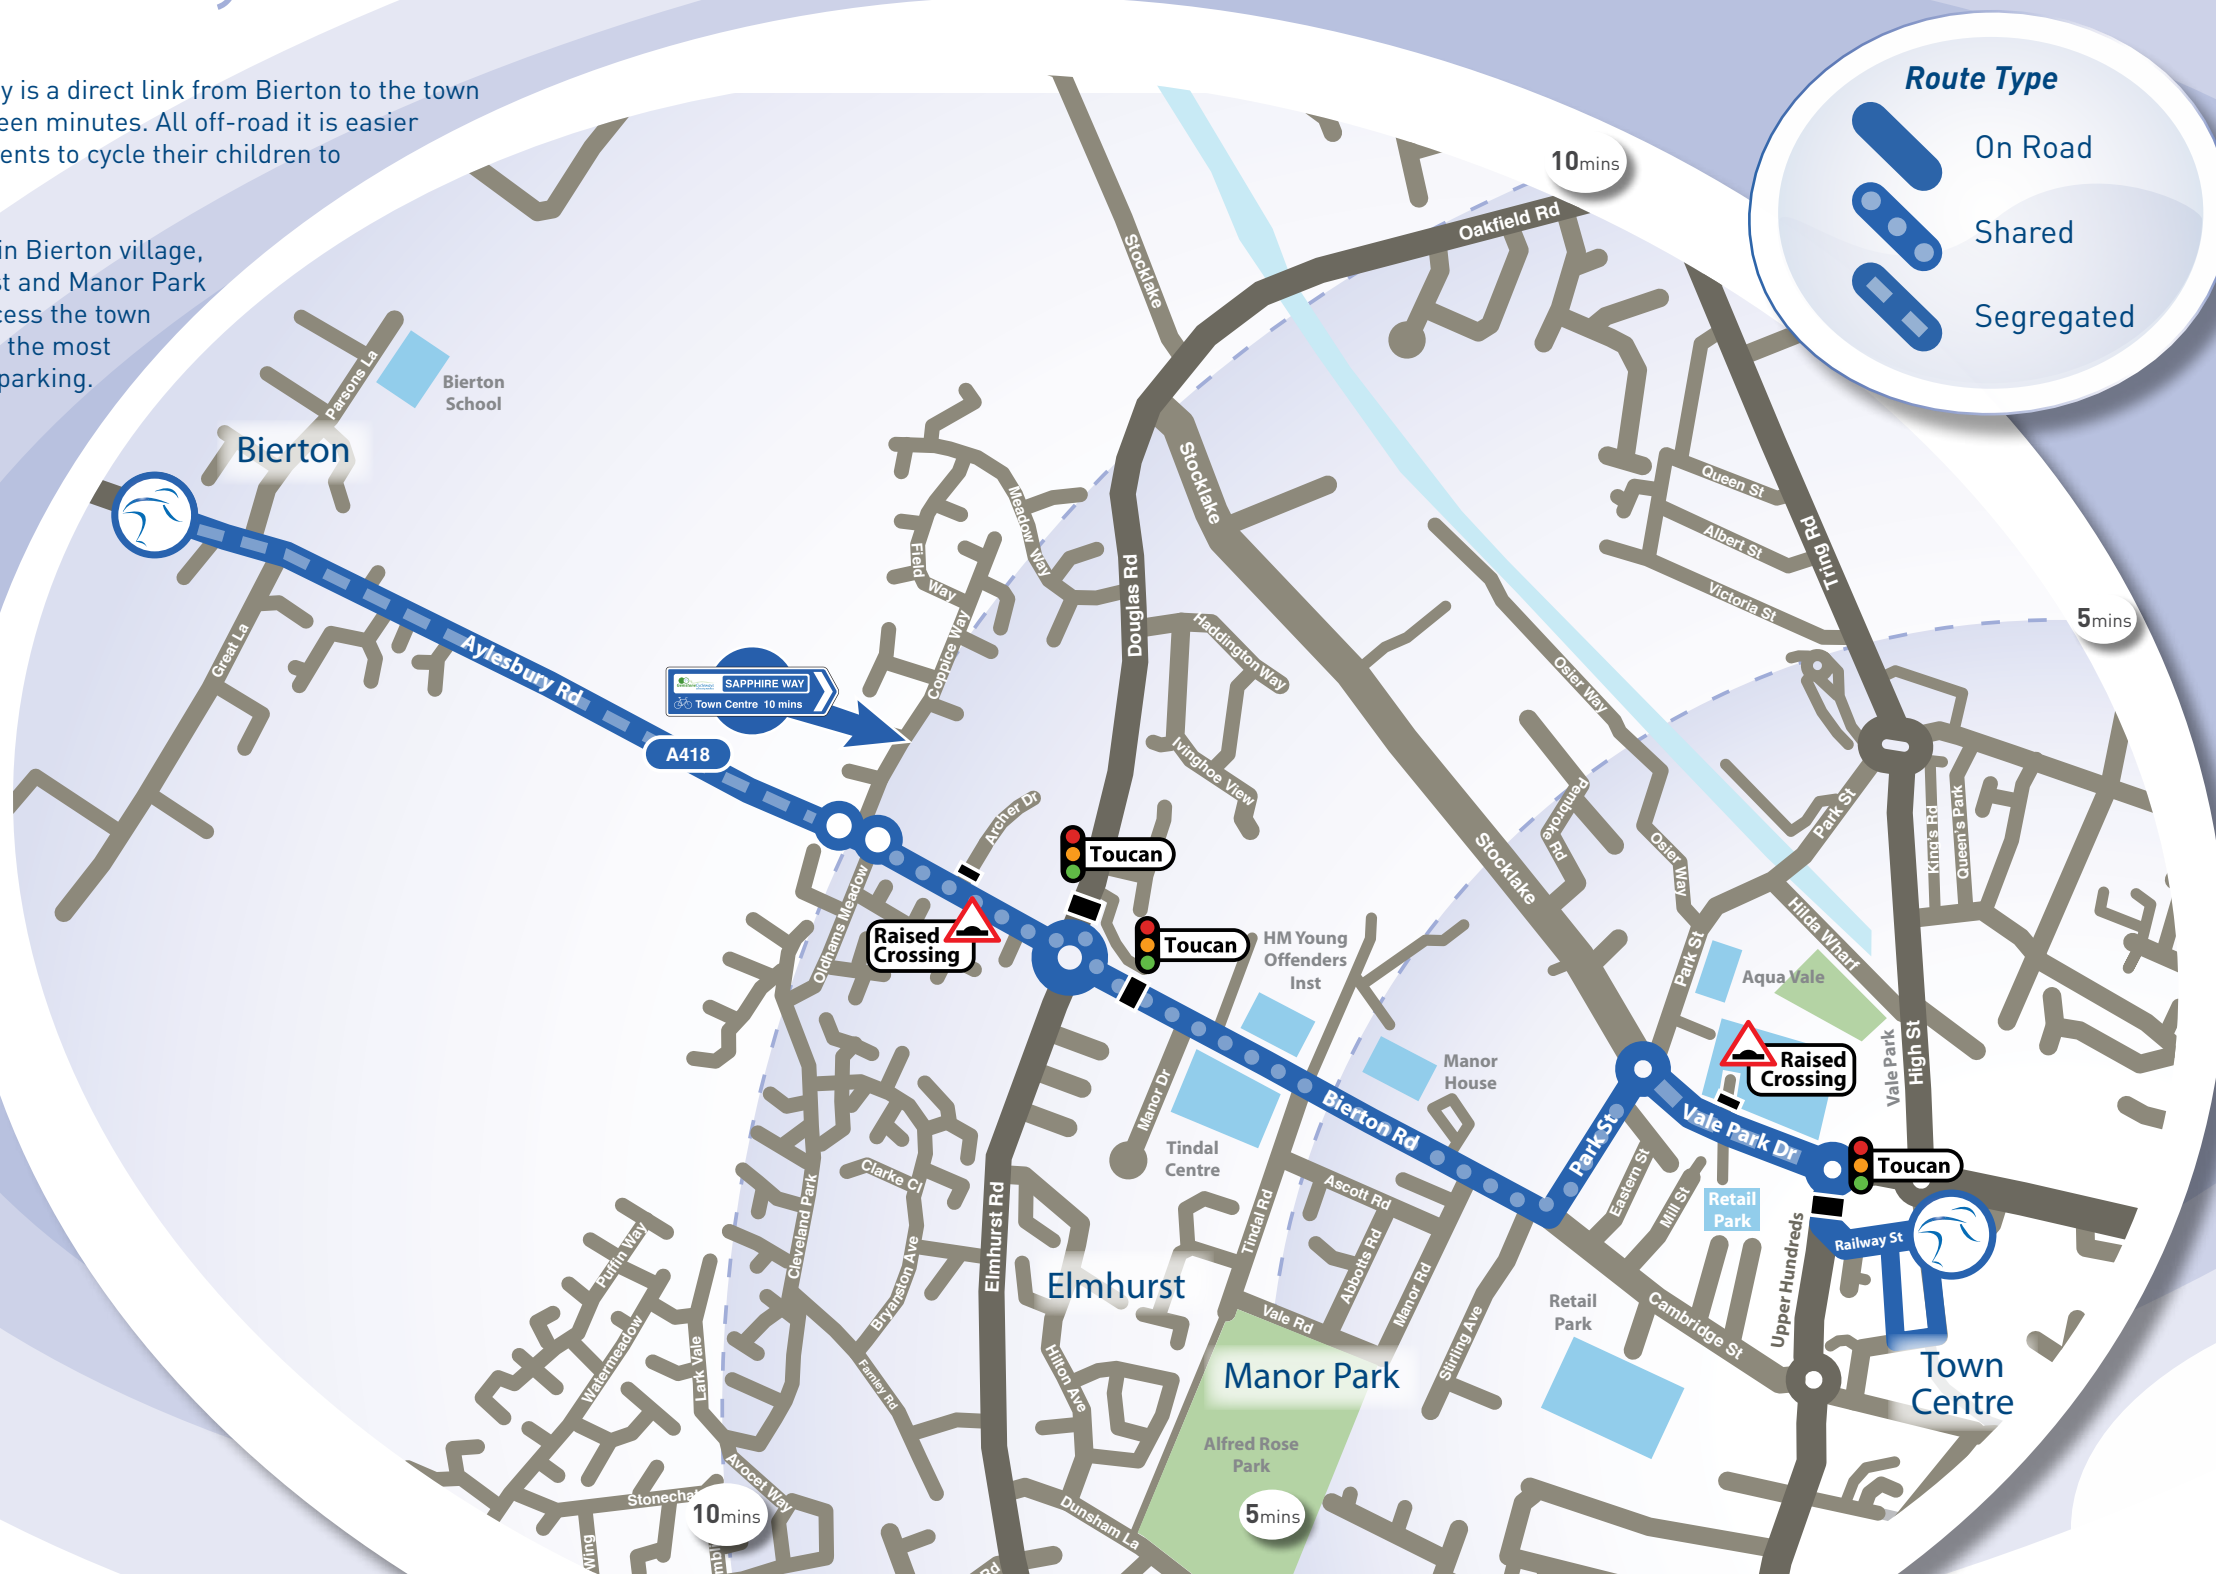 y is a direct link from Bierton to the town
een minutes. All off-road it is easier
ents to cycle their children to
in Bierton village,
st and Manor Park
cess the town
the most
parking.
Route Type
On Road
Shared
Segregated
10mins
Oakfield Rd
Stocklake
Parsons La
Bierton
School
Bierton
Stocklake
Meadow Way
Field Way
Coppice Way
Douglas Rd
Haddington Way
Ivinghoe View
Queen St
Albert St
Victoria St
Tring Rd
5mins
Great La
Aylesbury Rd
SAPPHIRE WAY
Town Centre 10 mins
A418
Osier Way
Pembroke Rd
Stocklake
Osier Way
Park St
King's Rd
Queen's Park
Archer Dr
Toucan
Oldhams Meadow
Raised
Crossing
Toucan
HM Young
Offenders
Inst
Park St
Aqua Vale
Hilda Wharf
Vale Park
High St
Raised
Crossing
Manor
House
Manor Dr
Tindal
Centre
Bierton Rd
Park St
Vale Park Dr
Toucan
Clarke Cl
Cleveland Park
Bryanston Ave
Elmhurst Rd
Tindal Rd
Ascott Rd
Abbotts Rd
Manor Rd
Eastern St
Mill St
Retail
Park
Upper Hundreds
Railway St
Puffin Way
Watermeadow
Lark Vale
Farnley Rd
Elmhurst
Hilton Ave
Vale Rd
Manor Park
Stirling Ave
Retail
Park
Cambridge St
Town
Centre
Alfred Rose
Park
Avocet Way
Stonecha
10mins
5mins
Dunsham La
Wing
Rd